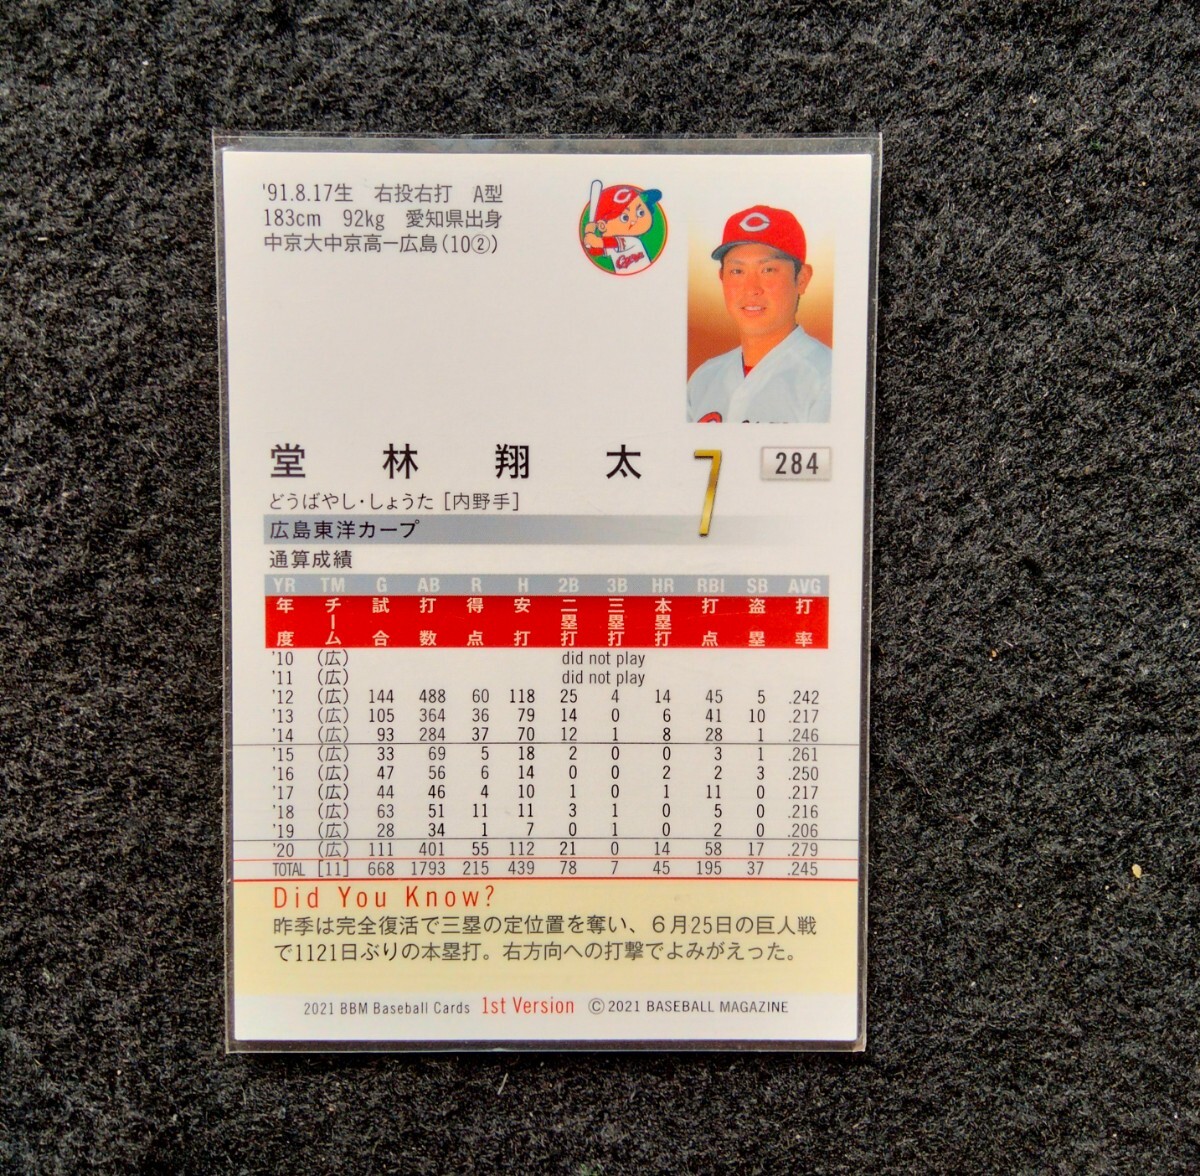 '91.8.17生 右投右打 A型
183cm 92kg 愛知県出身
中京大中京高ー広島(10②)
C
Carp
C
堂林翔太 7 284
どうばやし・しょうた [内野手]
広島東洋カープ
通算成績
YR TM G AB R H 2B 3B HR RBI SB AVG
年度 チーム 試合 打数 得点 安打 二塁打 三塁打 本塁打 打点 盗塁 打率
'10 (広) did not play
'11 (広) did not play
'12 (広) 144 488 60 118 25 4 14 45 5 .242
'13 (広) 105 364 36 79 14 0 6 41 10 .217
'14 (広) 93 284 37 70 12 1 8 28 1 .246
'15 (広) 33 69 5 18 2 0 0 3 1 .261
'16 (広) 47 56 6 14 0 0 2 2 3 .250
'17 (広) 44 46 4 10 1 0 1 11 0 .217
'18 (広) 63 51 11 11 3 1 0 5 0 .216
'19 (広) 28 34 1 7 0 1 0 2 0 .206
'20 (広) 111 401 55 112 21 0 14 58 17 .279
TOTAL [11] 668 1793 215 439 78 7 45 195 37 .245
Did You Know?
昨季は完全復活で三塁の定位置を奪い、6月25日の巨人戦
で1121日ぶりの本塁打。右方向への打撃でよみがえった。
2021 BBM Baseball Cards 1st Version ©2021 BASEBALL MAGAZINE